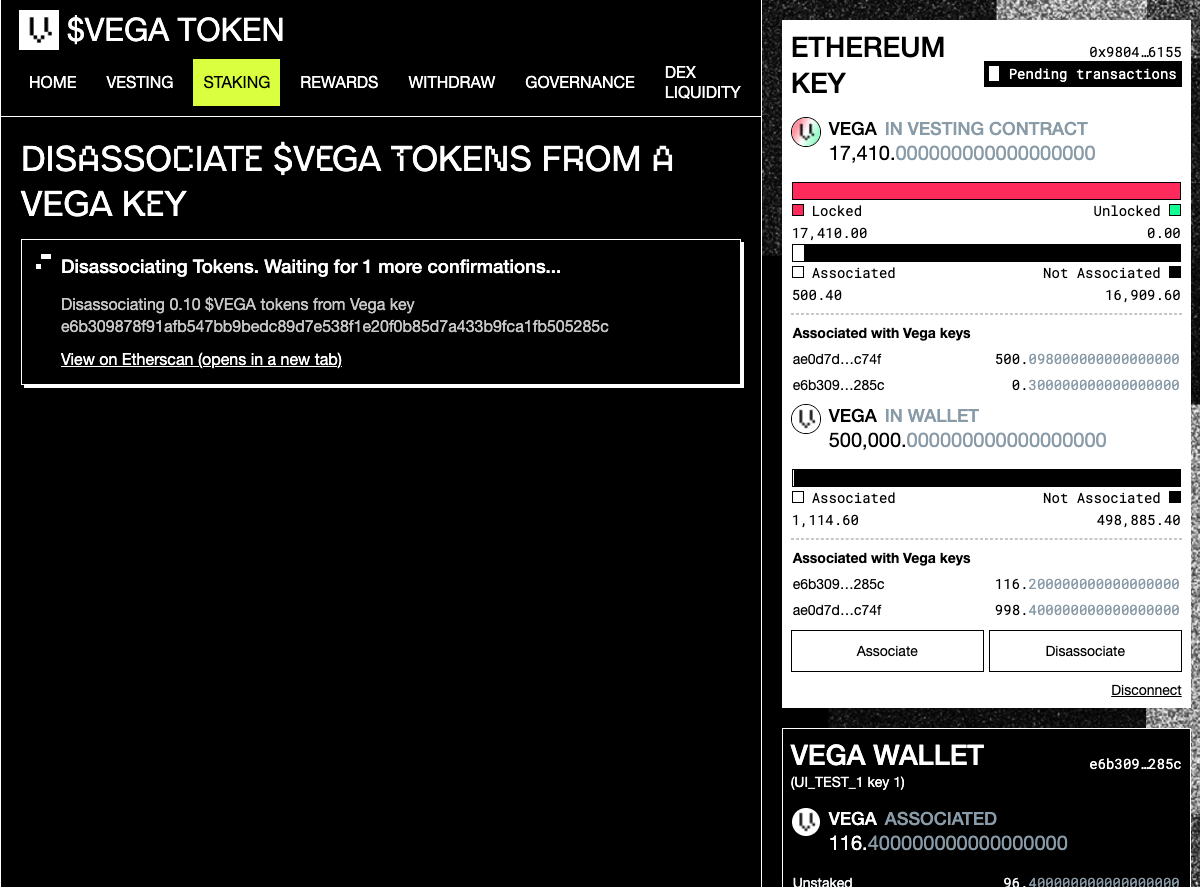 $VEGA TOKEN
HOME VESTING STAKING REWARDS WITHDRAW GOVERNANCE DEX LIQUIDITY
DISASSOCIATE $VEGA TOKENS FROM A
VEGA KEY
Disassociating Tokens. Waiting for 1 more confirmations...
Disassociating 0.10 $VEGA tokens from Vega key
e6b309878f91afb547bb9bedc89d7e538f1e20f0b85d7a433b9fca1fb505285c
View on Etherscan (opens in a new tab)
ETHEREUM
KEY
0x9804…6155
Pending transactions
VEGA IN VESTING CONTRACT
17,410.000000000000000000
Locked Unlocked
17,410.00 0.00
Associated Not Associated
500.40 16,909.60
Associated with Vega keys
ae0d7d…c74f 500.098000000000000000
e6b309…285c 0.300000000000000000
VEGA IN WALLET
500,000.000000000000000000
Associated Not Associated
1,114.60 498,885.40
Associated with Vega keys
e6b309…285c 116.200000000000000000
ae0d7d…c74f 998.400000000000000000
Associate Disassociate
Disconnect
VEGA WALLET e6b309…285c
(UI_TEST_1 key 1)
VEGA ASSOCIATED
116.400000000000000000
Unstaked 96.400000000000000000